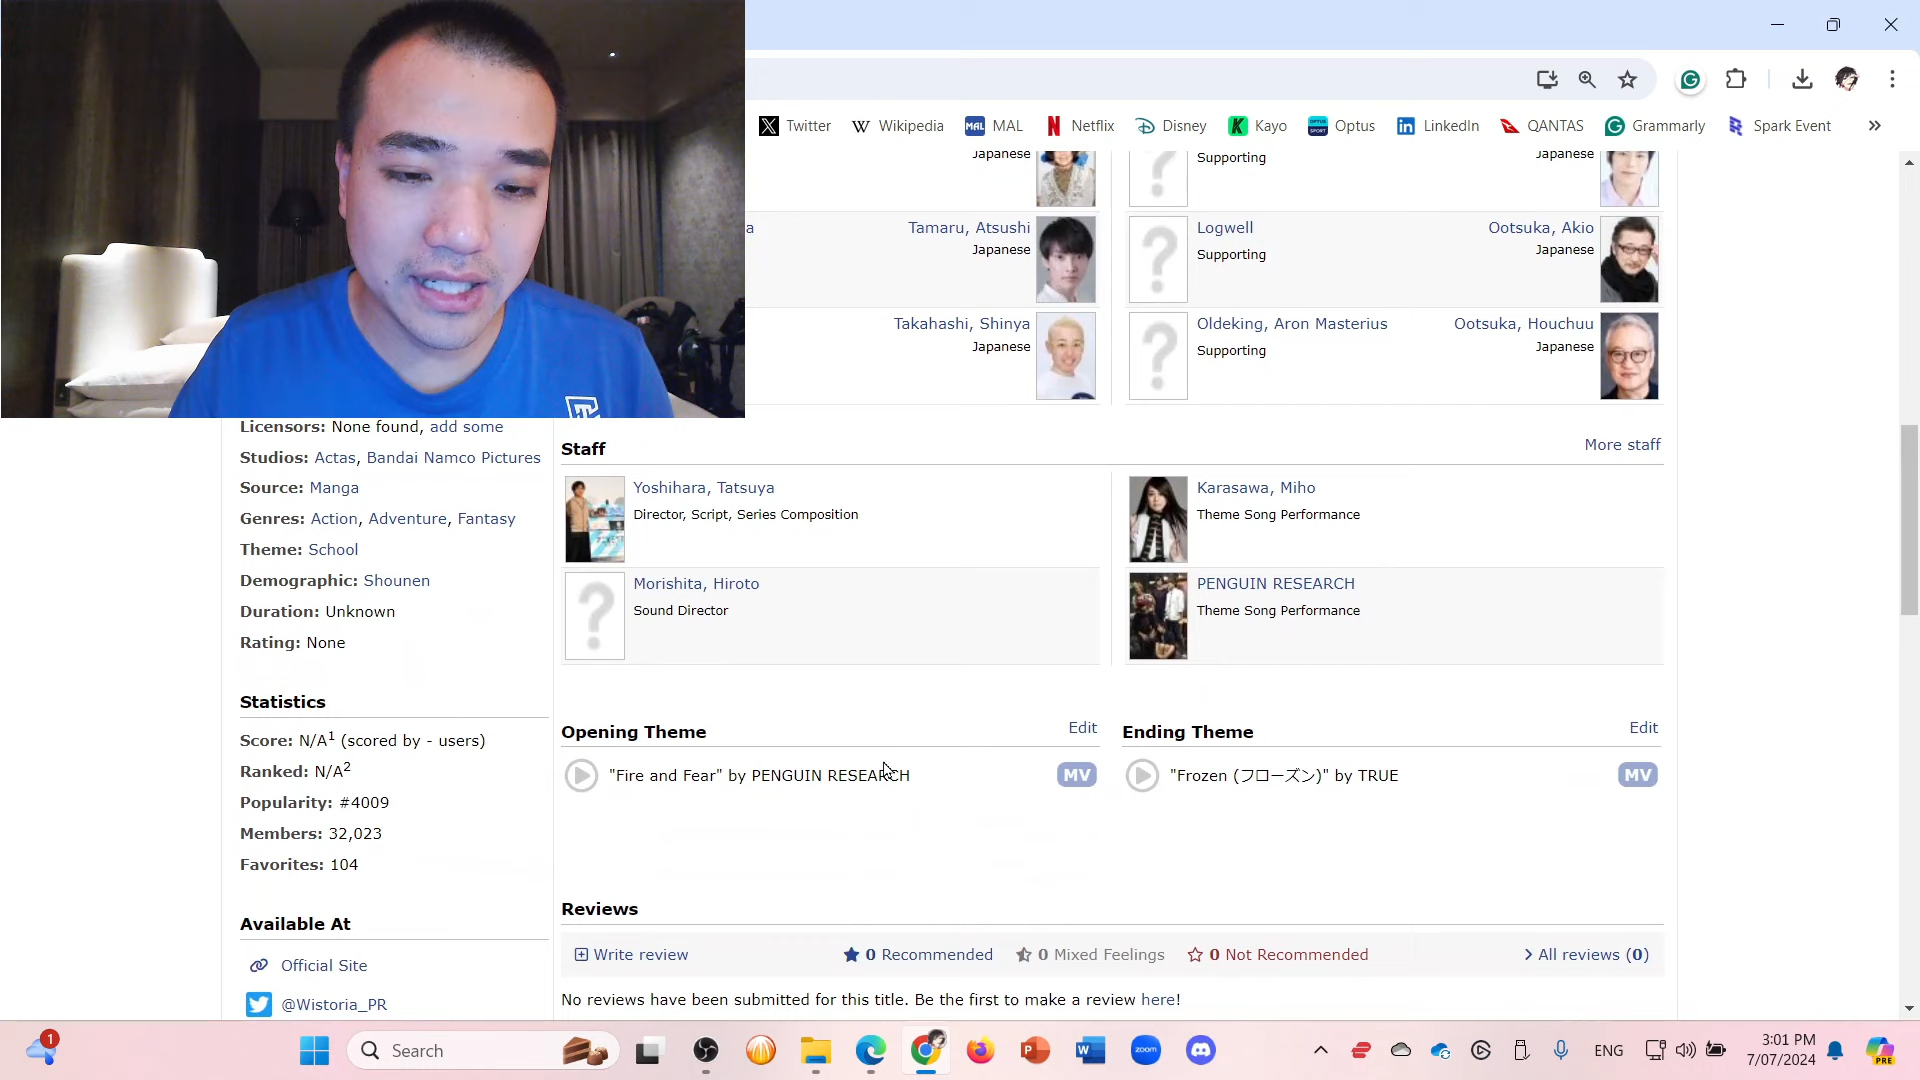 Twitter
Wikipedia
MAL
MAL
Netflix
Disney
Kayo
OPTUS SPORT
Optus
LinkedIn
QANTAS
Grammarly
Spark Event
Japanese
Supporting
Japanese
a
Tamaru, Atsushi
Japanese
Logwell
Supporting
Ootsuka, Akio
Japanese
Takahashi, Shinya
Japanese
Oldeking, Aron Masterius
Supporting
Ootsuka, Houchuu
Japanese
Licensors: None found, add some
Studios: Actas, Bandai Namco Pictures
Source: Manga
Genres: Action, Adventure, Fantasy
Theme: School
Demographic: Shounen
Duration: Unknown
Rating: None
Statistics
Score: N/A1 (scored by - users)
Ranked: N/A2
Popularity: #4009
Members: 32,023
Favorites: 104
Available At
Official Site
@Wistoria_PR
Staff
More staff
Yoshihara, Tatsuya
Director, Script, Series Composition
Karasawa, Miho
Theme Song Performance
Morishita, Hiroto
Sound Director
PENGUIN RESEARCH
Theme Song Performance
Opening Theme
Edit
"Fire and Fear" by PENGUIN RESEARCH
MV
Ending Theme
Edit
"Frozen (フローズン)" by TRUE
MV
Reviews
Write review
0 Recommended
0 Mixed Feelings
0 Not Recommended
All reviews (0)
No reviews have been submitted for this title. Be the first to make a review here!
1
Search
zoom
ENG
3:01 PM
7/07/2024
PRE